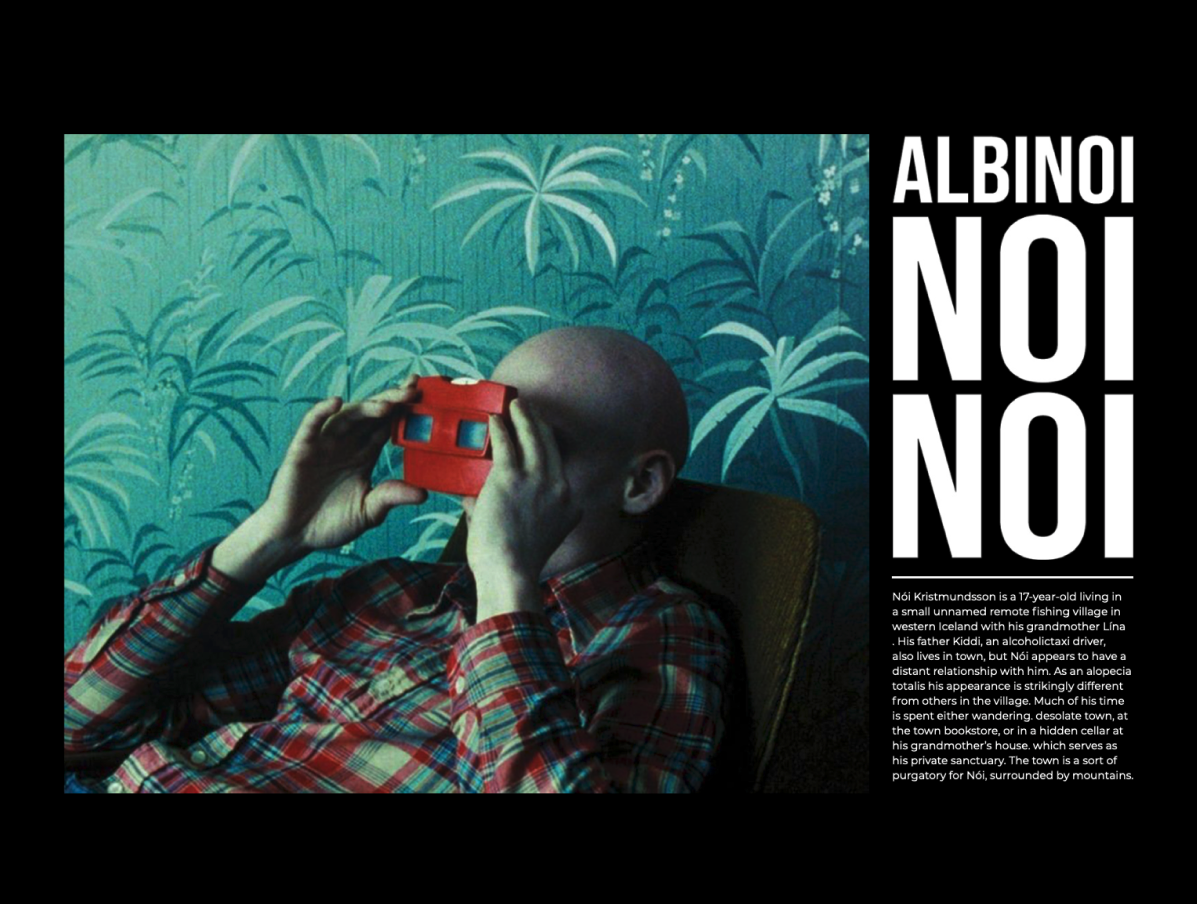 ALBINOI
NOI
NOI
Nói Kristmundsson is a 17-year-old living in
a small unnamed remote fishing village in
western Iceland with his grandmother Lína
. His father Kiddi, an alcoholictaxi driver,
also lives in town, but Nói appears to have a
distant relationship with him. As an alopecia
totalis his appearance is strikingly different
from others in the village. Much of his time
is spent either wandering. desolate town, at
the town bookstore, or in a hidden cellar at
his grandmother's house. which serves as
his private sanctuary. The town is a sort of
purgatory for Nói, surrounded by mountains.